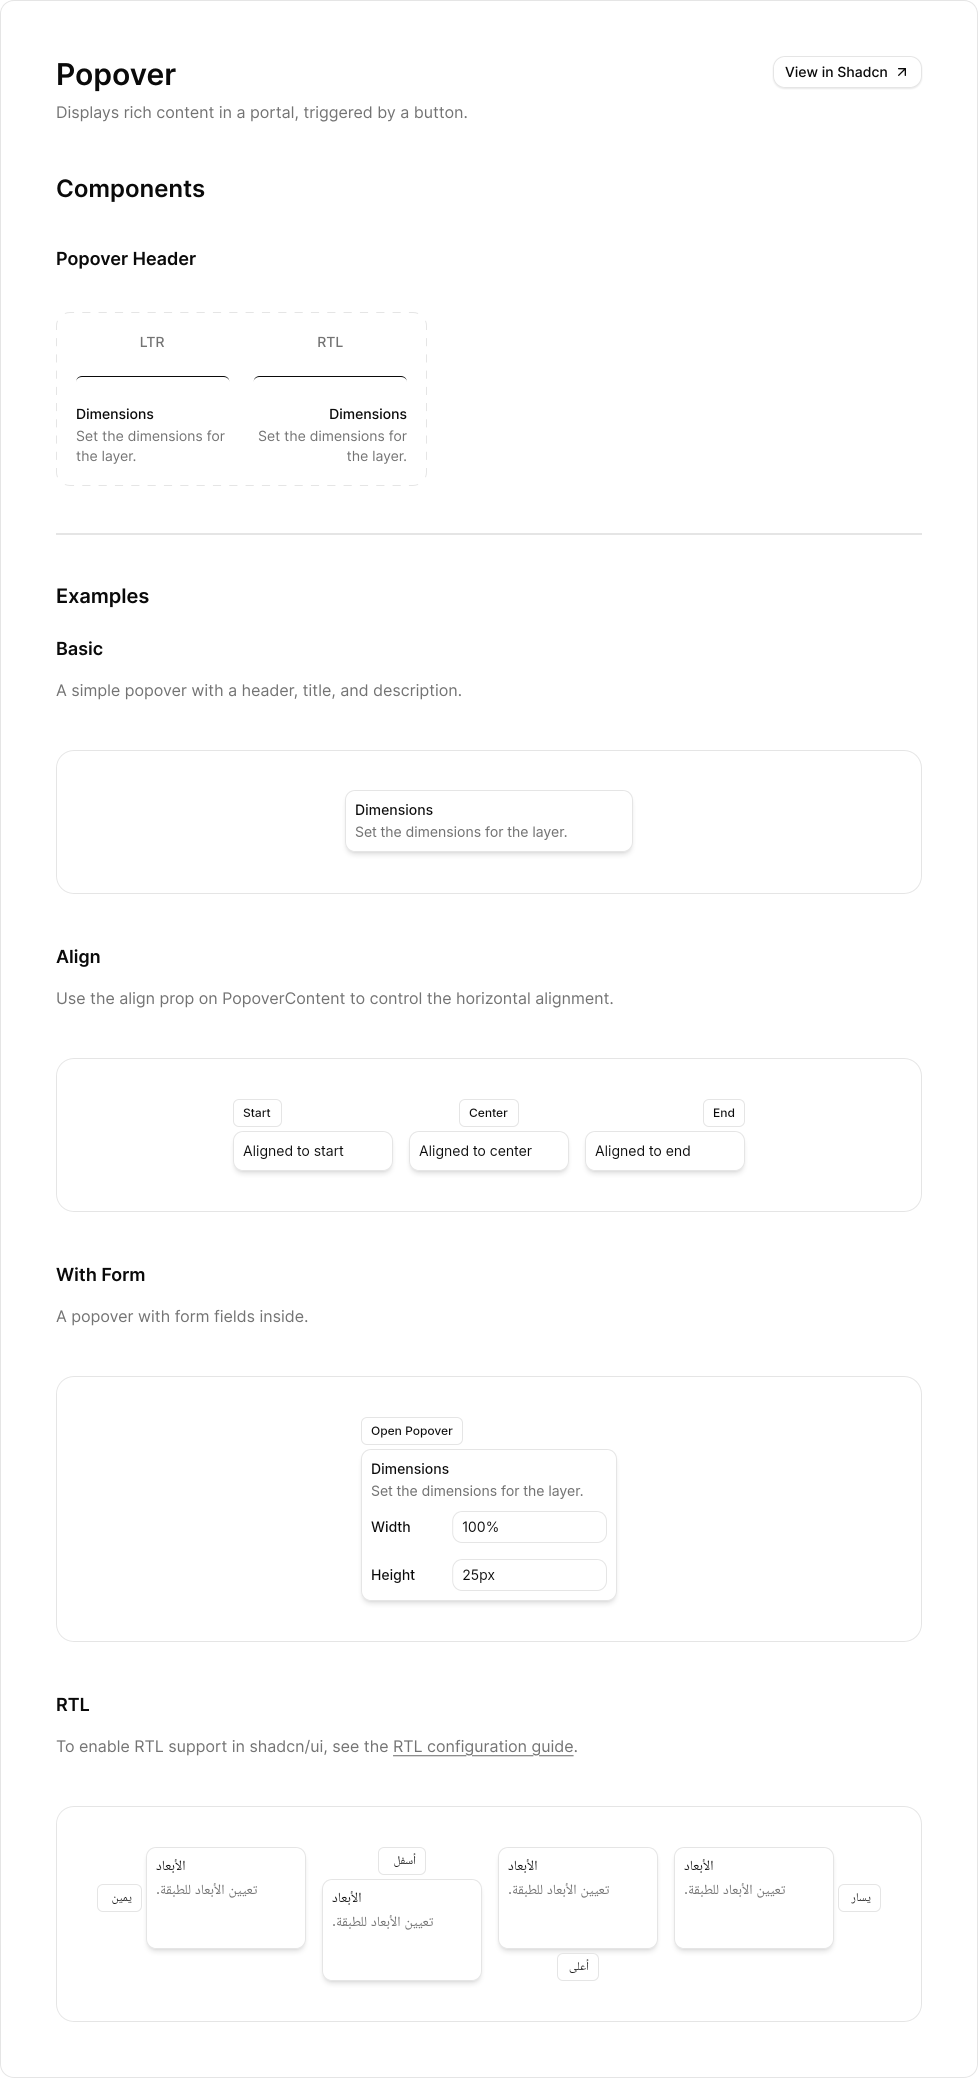 Popover
View in Shadcn
Displays rich content in a portal, triggered by a button.
Components
Popover Header
LTR
RTL
Dimensions
Set the dimensions for
the layer.
Dimensions
Set the dimensions for
the layer.
Examples
Basic
A simple popover with a header, title, and description.
Dimensions
Set the dimensions for the layer.
Align
Use the align prop on PopoverContent to control the horizontal alignment.
Start
Aligned to start
Center
Aligned to center
End
Aligned to end
With Form
A popover with form fields inside.
Open Popover
Dimensions
Set the dimensions for the layer.
Width
100%
Height
25px
RTL
To enable RTL support in shadcn/ui, see the RTL configuration guide.
يمين
الأبعاد
تعيين الأبعاد للطبقة.
أسفل
الأبعاد
تعيين الأبعاد للطبقة.
الأبعاد
تعيين الأبعاد للطبقة.
أعلى
الأبعاد
تعيين الأبعاد للطبقة.
يسار